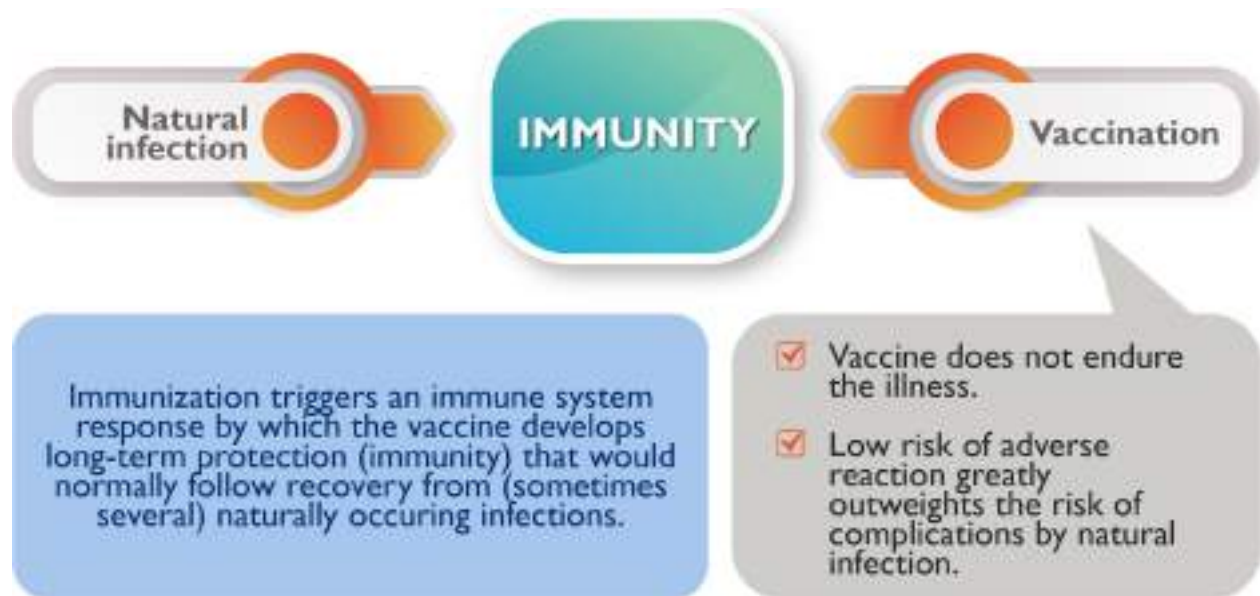 Natural
infection
IMMUNITY
Vaccination
Immunization triggers an immune system
response by which the vaccine develops
long-term protection (immunity) that would
normally follow recovery from (sometimes
several) naturally occuring infections.
Vaccine does not endure
the illness.
Low risk of adverse
reaction greatly
outweights the risk of
complications by natural
infection.